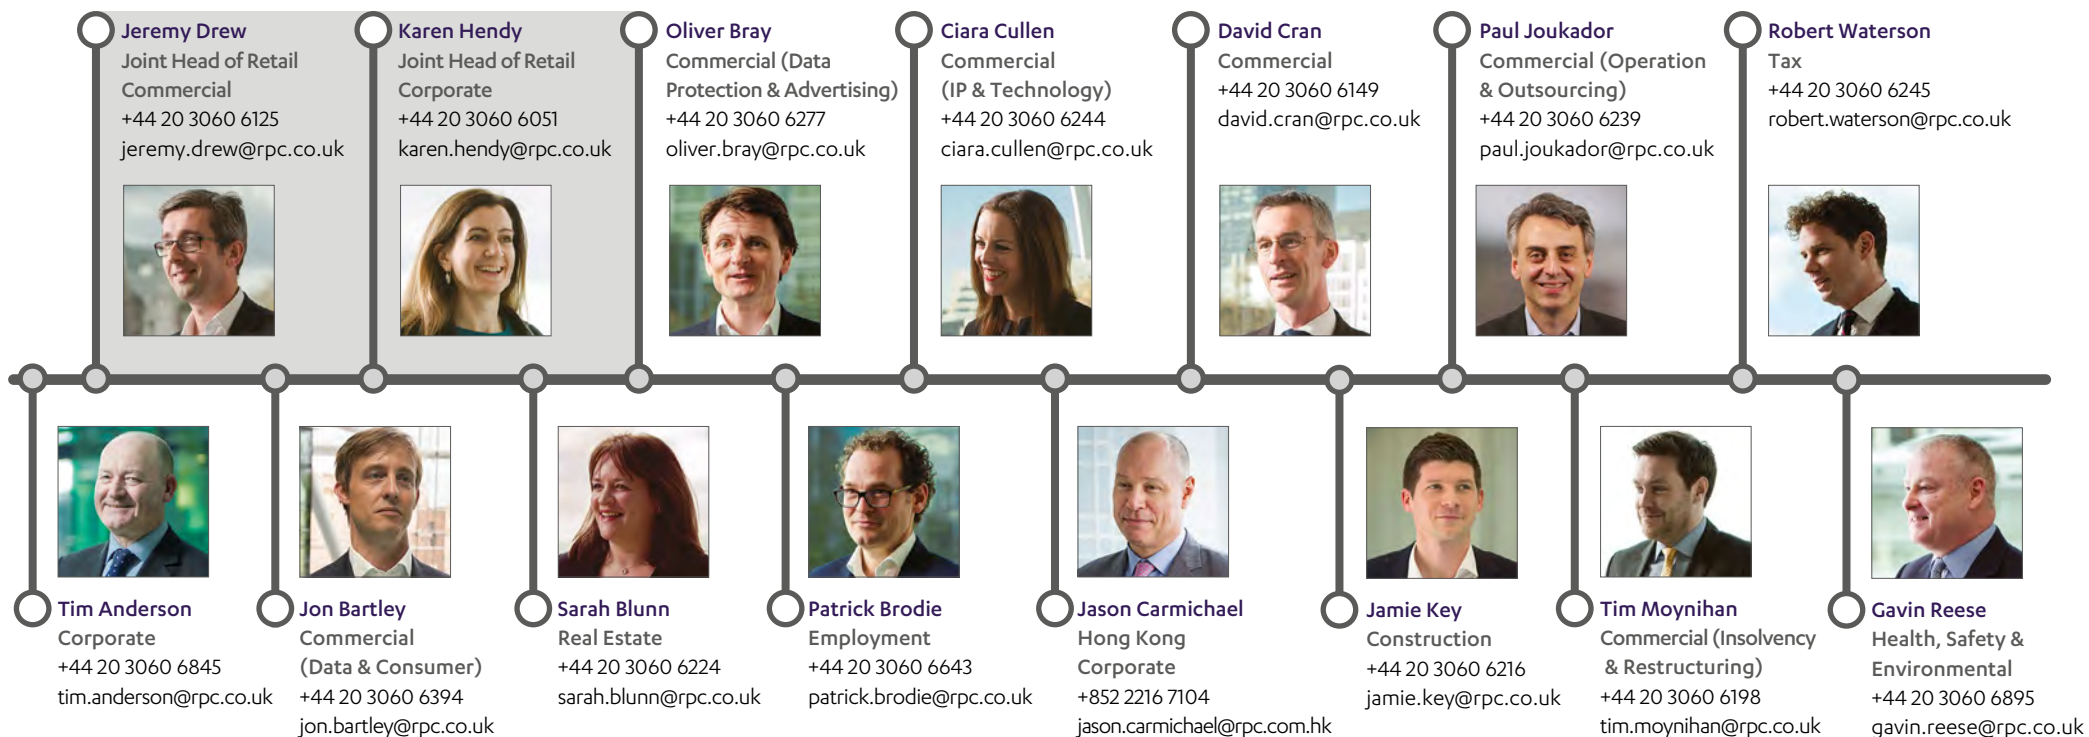 Jeremy Drew
Joint Head of Retail
Commercial
+44 20 3060 6125
jeremy.drew@rpc.co.uk
Karen Hendy
Joint Head of Retail
Corporate
+44 20 3060 6051
karen.hendy@rpc.co.uk
Oliver Bray
Commercial (Data
Protection & Advertising)
+44 20 3060 6277
oliver.bray@rpc.co.uk
Ciara Cullen
Commercial
(IP & Technology)
+44 20 3060 6244
ciara.cullen@rpc.co.uk
David Cran
Commercial
+44 20 3060 6149
david.cran@rpc.co.uk
Paul Joukador
Commercial (Operation
& Outsourcing)
+44 20 3060 6239
paul.joukador@rpc.co.uk
Robert Waterson
Tax
+44 20 3060 6245
robert.waterson@rpc.co.uk
Tim Anderson
Corporate
+44 20 3060 6845
tim.anderson@rpc.co.uk
Jon Bartley
Commercial
(Data & Consumer)
+44 20 3060 6394
jon.bartley@rpc.co.uk
Sarah Blunn
Real Estate
+44 20 3060 6224
sarah.blunn@rpc.co.uk
Patrick Brodie
Employment
+44 20 3060 6643
patrick.brodie@rpc.co.uk
Jason Carmichael
Hong Kong
Corporate
+852 2216 7104
jason.carmichael@rpc.com.hk
Jamie Key
Construction
+44 20 3060 6216
jamie.key@rpc.co.uk
Tim Moynihan
Commercial (Insolvency
& Restructuring)
+44 20 3060 6198
tim.moynihan@rpc.co.uk
Gavin Reese
Health, Safety &
Environmental
+44 20 3060 6895
gavin.reese@rpc.co.uk